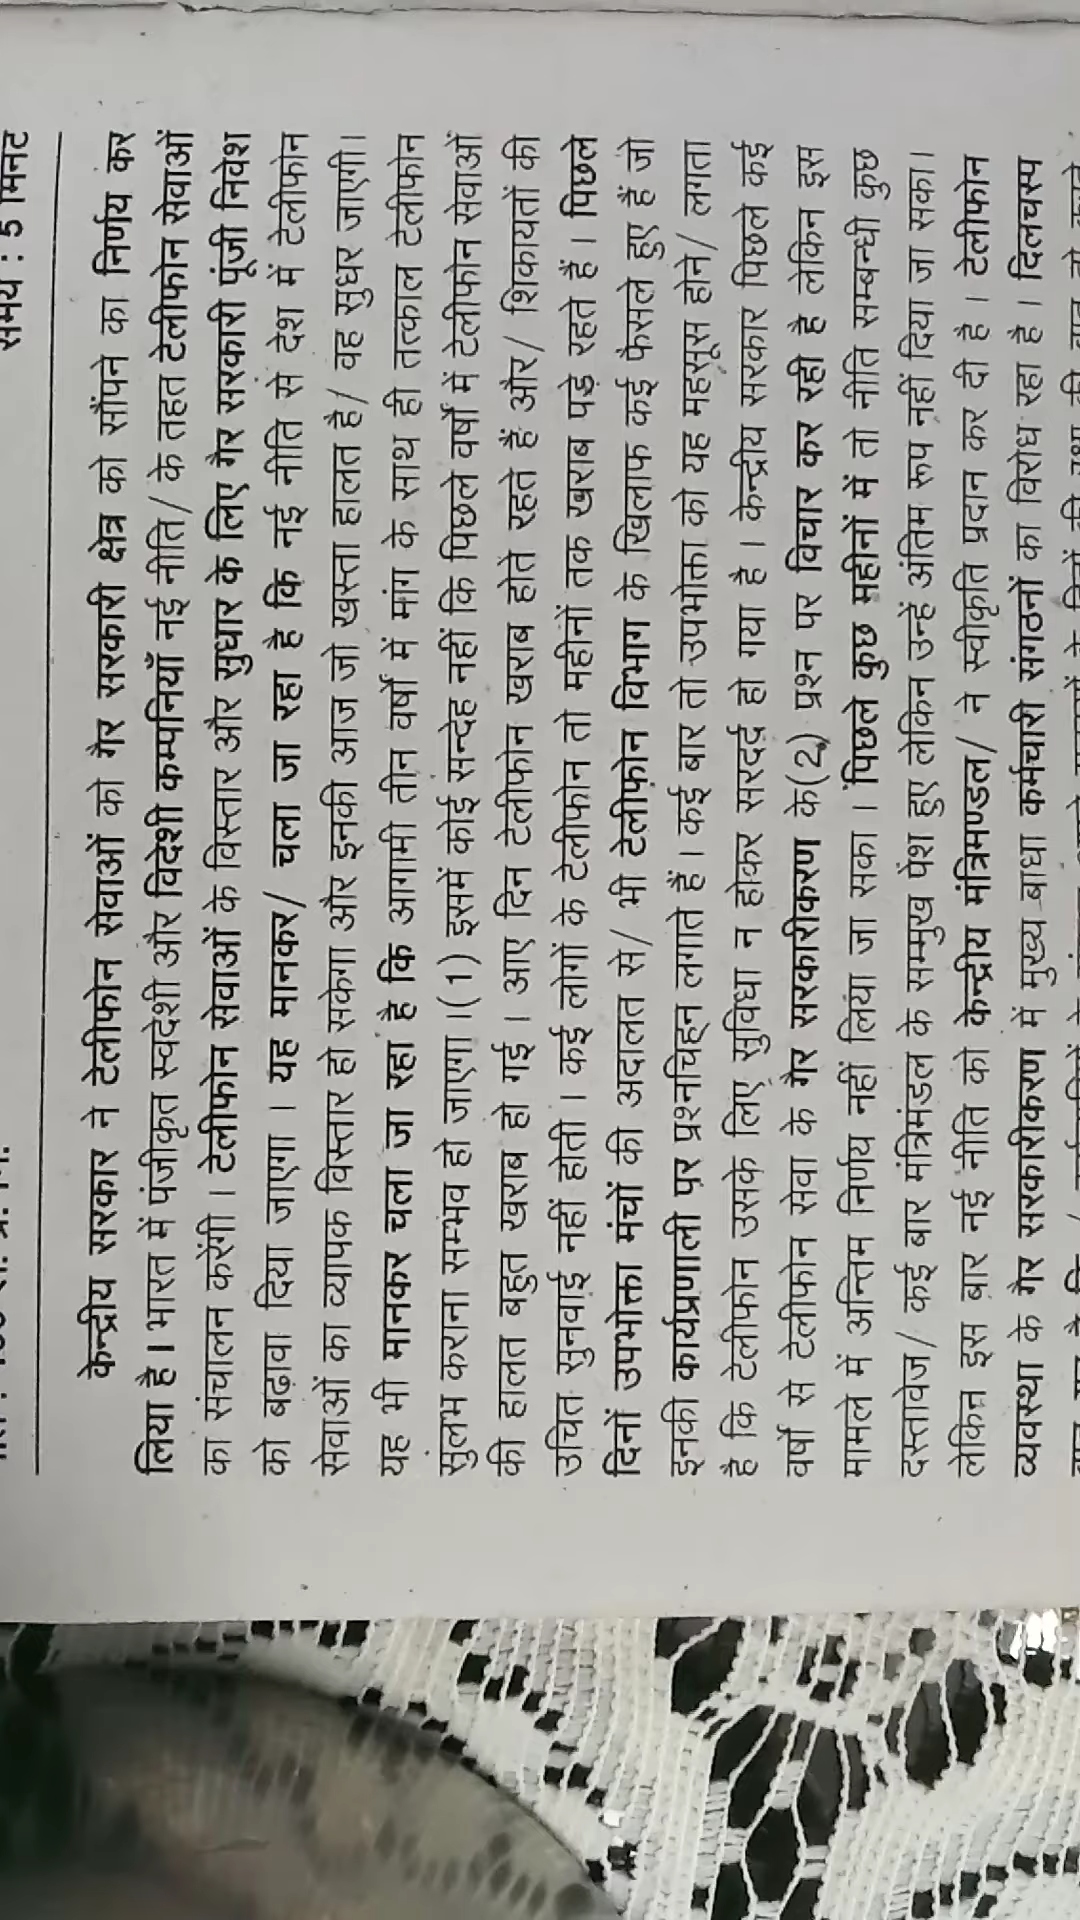 समय : 5 मिनट
केन्द्रीय सरकार ने टेलीफोन सेवाओं को गैर सरकारी क्षेत्र को सौंपने का निर्णय कर
लिया है। भारत में पंजीकृत स्वदेशी और विदेशी कम्पनियाँ नई नीति/ के तहत टेलीफोन सेवाओं
का संचालन करेंगी । टेलीफोन सेवाओं के विस्तार और सुधार के लिए गैर सरकारी पूंजी निवेश
को बढ़ावा दिया जाएगा । यह मानकर/ चला जा रहा है कि नई नीति से देश में टेलीफोन
सेवाओं का व्यापक विस्तार हो सकेगा और इनकी आज जो खस्ता हालत है/ वह सुधर जाएगी।
यह भी मानकर चला जा रहा है कि आगामी तीन वर्षों में मांग के साथ ही तत्काल टेलीफोन
सुलभ कराना सम्भव हो जाएगा ।(1) इसमें कोई सन्देह नहीं कि पिछले वर्षों में टेलीफोन सेवाओं
की हालत बहुत खराब हो गई । आए दिन टेलीफोन खराब होते रहते हैं और/ शिकायतों की
उचित सुनवाई नहीं होती । कई लोगों के टेलीफोन तो महीनों तक खराब पड़े रहते हैं । पिछले
दिनों उपभोक्ता मंचों की अदालत से/ भी टेलीफ़ोन विभाग के खिलाफ कई फैसले हुए हैं जो
इनकी कार्यप्रणाली पर प्रश्नचिह्न लगाते हैं । कई बार तो उपभोक्ता को यह महसूस होने/ लगता
है कि टेलीफोन उसके लिए सुविधा न होकर सरदर्द हो गया है । केन्द्रीय सरकार पिछले कई
वर्षों से टेलीफोन सेवा के गैर सरकारीकरण के(2) प्रश्न पर विचार कर रही है लेकिन इस
मामले में अन्तिम निर्णय नहीं लिया जा सका । पिछले कुछ महीनों में तो नीति सम्बन्धी कुछ
दस्तावेज/ कई बार मंत्रिमंडल के सम्मुख पेश हुए लेकिन उन्हें अंतिम रूप नहीं दिया जा सका।
लेकिन इस बार नई नीति को केन्द्रीय मंत्रिमण्डल/ ने स्वीकृति प्रदान कर दी है । टेलीफोन
व्यवस्था के गैर सरकारीकरण में मुख्य बाधा कर्मचारी संगठनों का विरोध रहा है । दिलचस्प